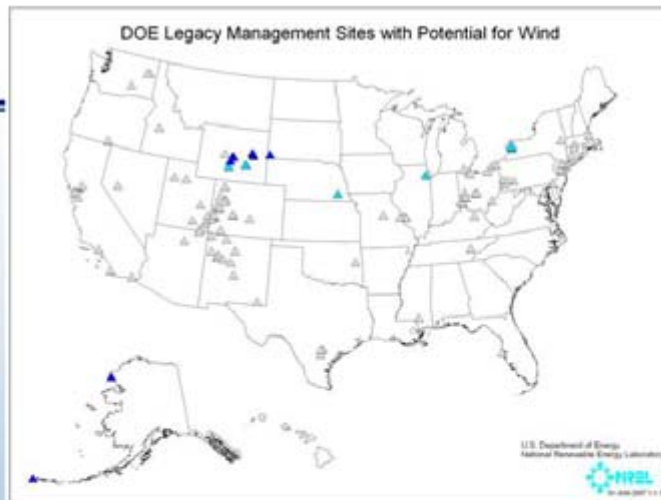 DOE Legacy Management Sites with Potential for Wind
U.S. Department of Energy
National Renewable Energy Laboratory
NREL